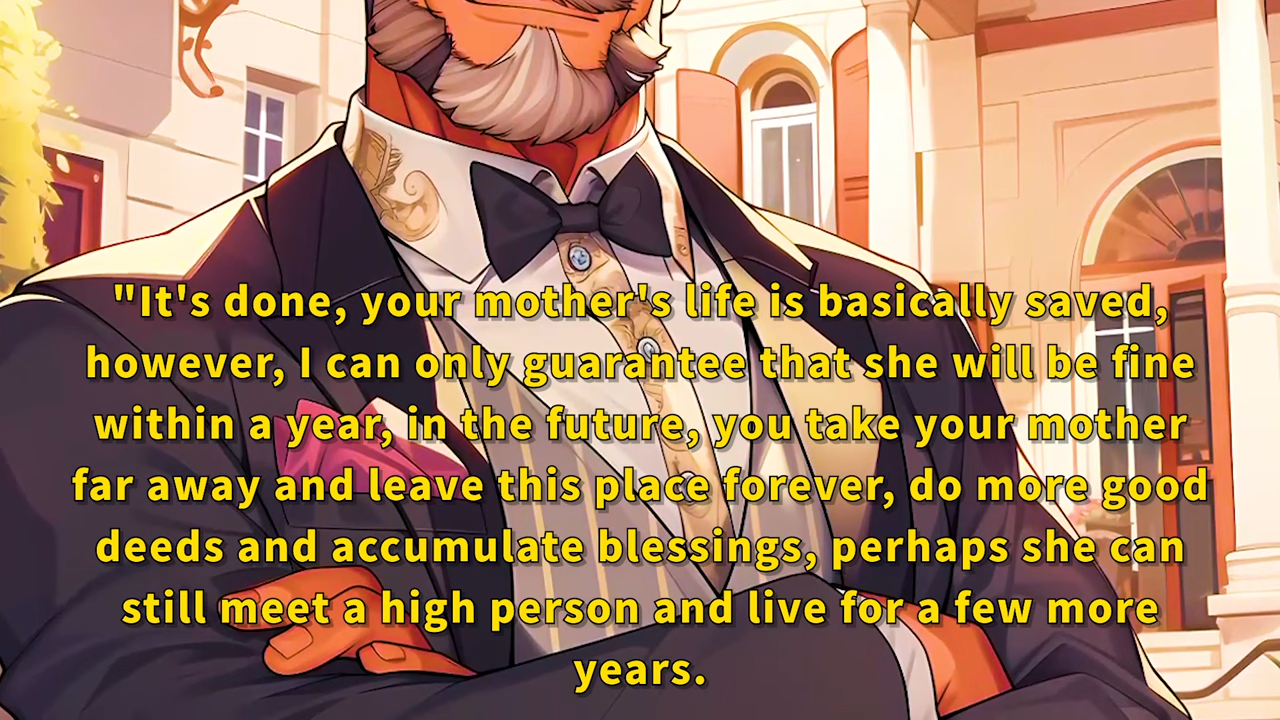 "It's done, your mother's life is basically saved,
however, I can only guarantee that she will be fine
within a year, in the future, you take your mother
far away and leave this place forever, do more good
deeds and accumulate blessings, perhaps she can
still meet a high person and live for a few more
years.